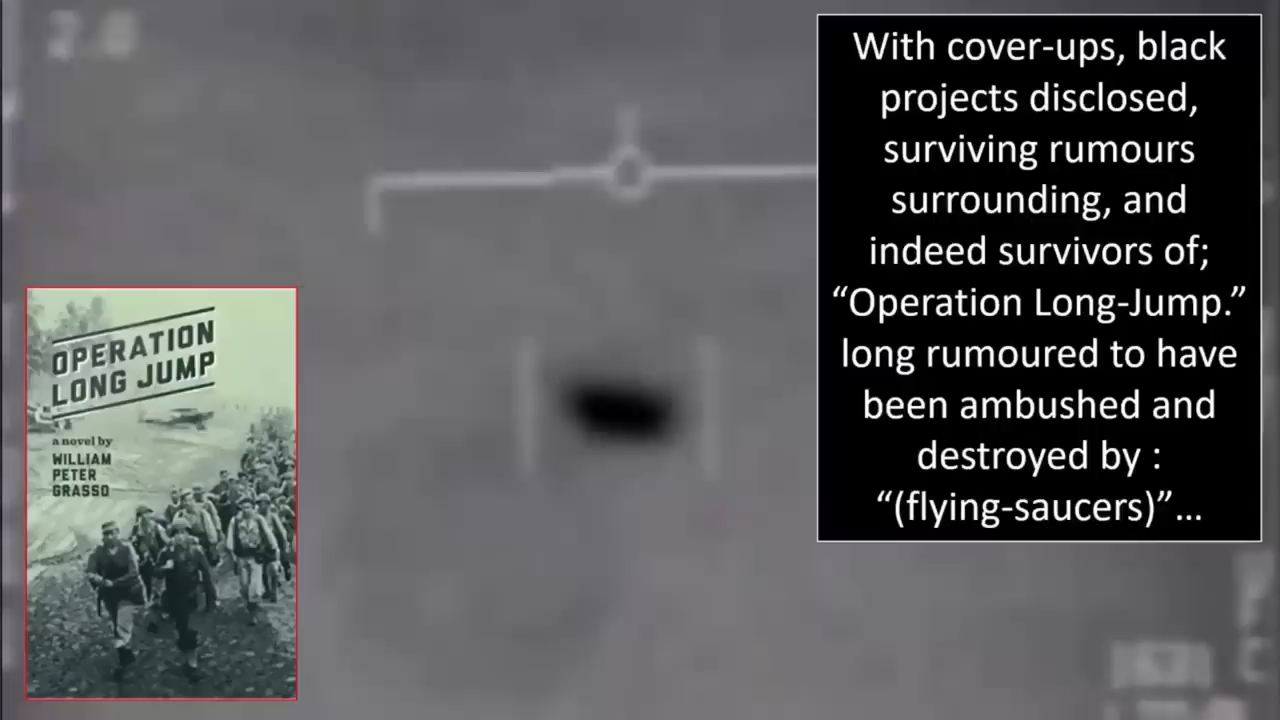 With cover-ups, black
projects disclosed,
surviving rumours
surrounding, and
indeed survivors of;
“Operation Long-Jump.”
long rumoured to have
been ambushed and
destroyed by :
“(flying-saucers)”...
OPERATION
LONG JUMP
a novel by
WILLIAM
PETER
GRASSO